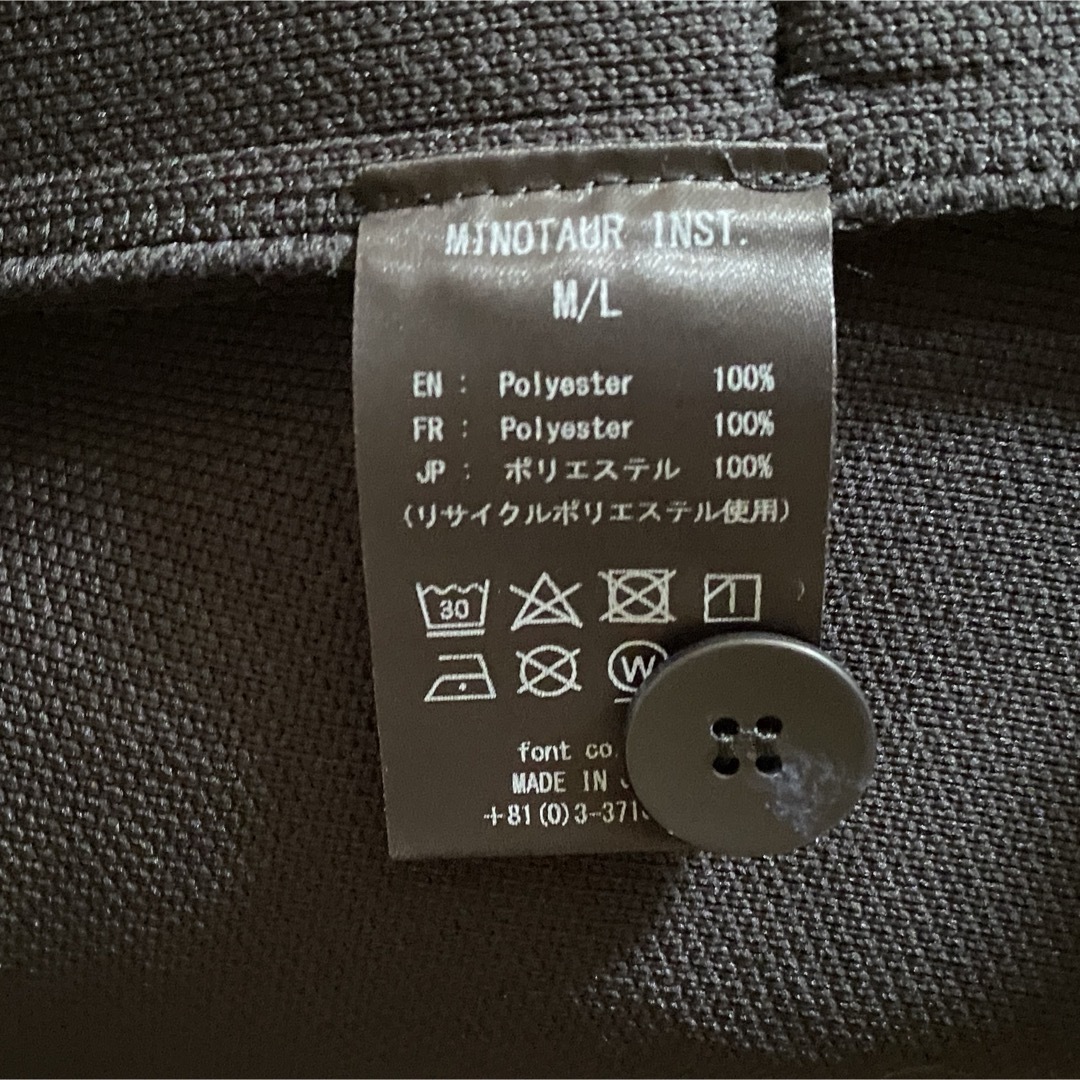 MINOTAUR INST.
M/L
EN : Polyester 100%
FR : Polyester 100%
JP : ポリエステル 100%
(リサイクルポリエステル使用)
30
W
font co
MADE IN
+81(0)3-371